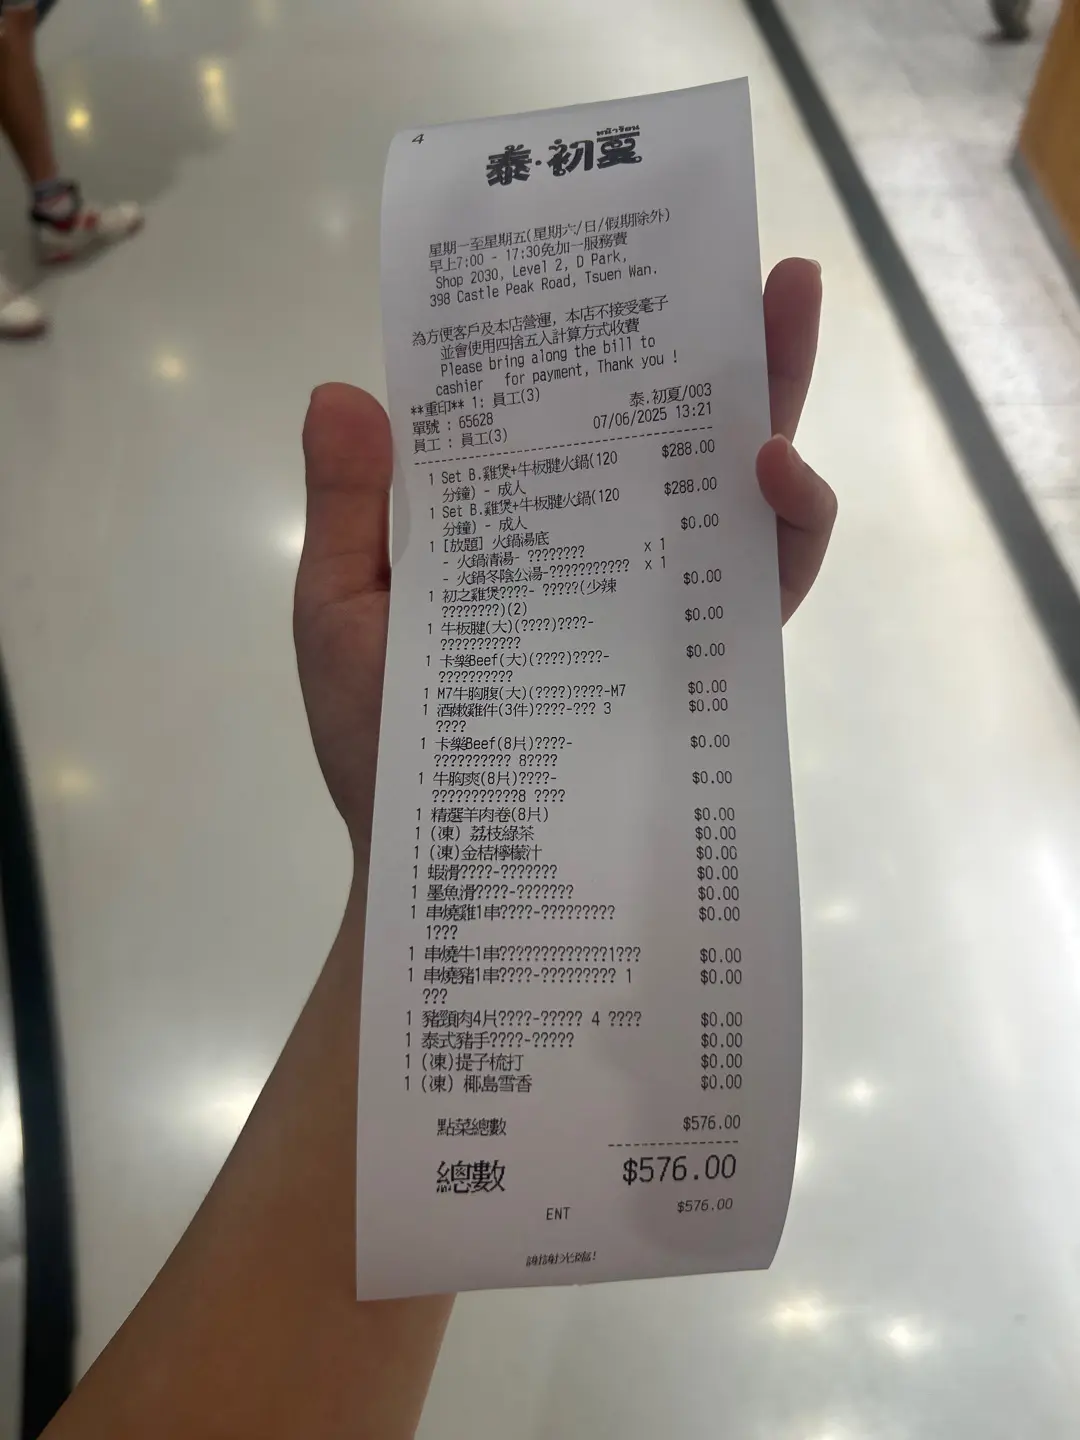 4
หน้าร้อน
泰·初夏
星期一至星期五(星期六/日/假期除外)
早上7:00 - 17:30免加一服務費
Shop 2030, Level 2, D Park,
398 Castle Peak Road, Tsuen Wan.
為方便客戶及本店營運, 本店不接受毫子
並會使用四捨五入計算方式收費
Please bring along the bill to
cashier for payment, Thank you !
**重印** 1: 員工(3)
泰.初夏/003
單號 : 65628
07/06/2025 13:21
員工 : 員工(3)
1 Set B.雞煲+牛板腱火鍋(120 $288.00
分鐘) - 成人
1 Set B.雞煲+牛板腱火鍋(120 $288.00
分鐘) - 成人
1 [放題] 火鍋湯底 $0.00
- 火鍋清湯- ???????? x 1
- 火鍋冬陰公湯-??????????? x 1
1 初之雞煲????- ?????(少辣 $0.00
????????)(2)
1 牛板腱(大)(????)????- $0.00
???????????
1 卡樂Beef(大)(????)????- $0.00
??????????
1 M7牛胸腹(大)(????)????-M7 $0.00
1 酒嫩雞件(3件)????-??? 3 $0.00
????
1 卡樂Beef(8片)????- $0.00
?????????? 8????
1 牛胸爽(8片)????- $0.00
???????????8 ????
1 精選羊肉卷(8片) $0.00
1 (凍) 荔枝綠茶 $0.00
1 (凍)金桔檸檬汁 $0.00
1 蝦滑????-??????? $0.00
1 墨魚滑????-??????? $0.00
1 串燒雞1串????-????????? $0.00
1???
1 串燒牛1串?????????????1??? $0.00
1 串燒豬1串????-????????? 1 $0.00
???
1 豬頸肉4片????-????? 4 ???? $0.00
1 泰式豬手????-????? $0.00
1 (凍)提子梳打 $0.00
1 (凍) 椰島雪香 $0.00
點菜總數 $576.00
總數 $576.00
ENT $576.00
謝謝光臨!